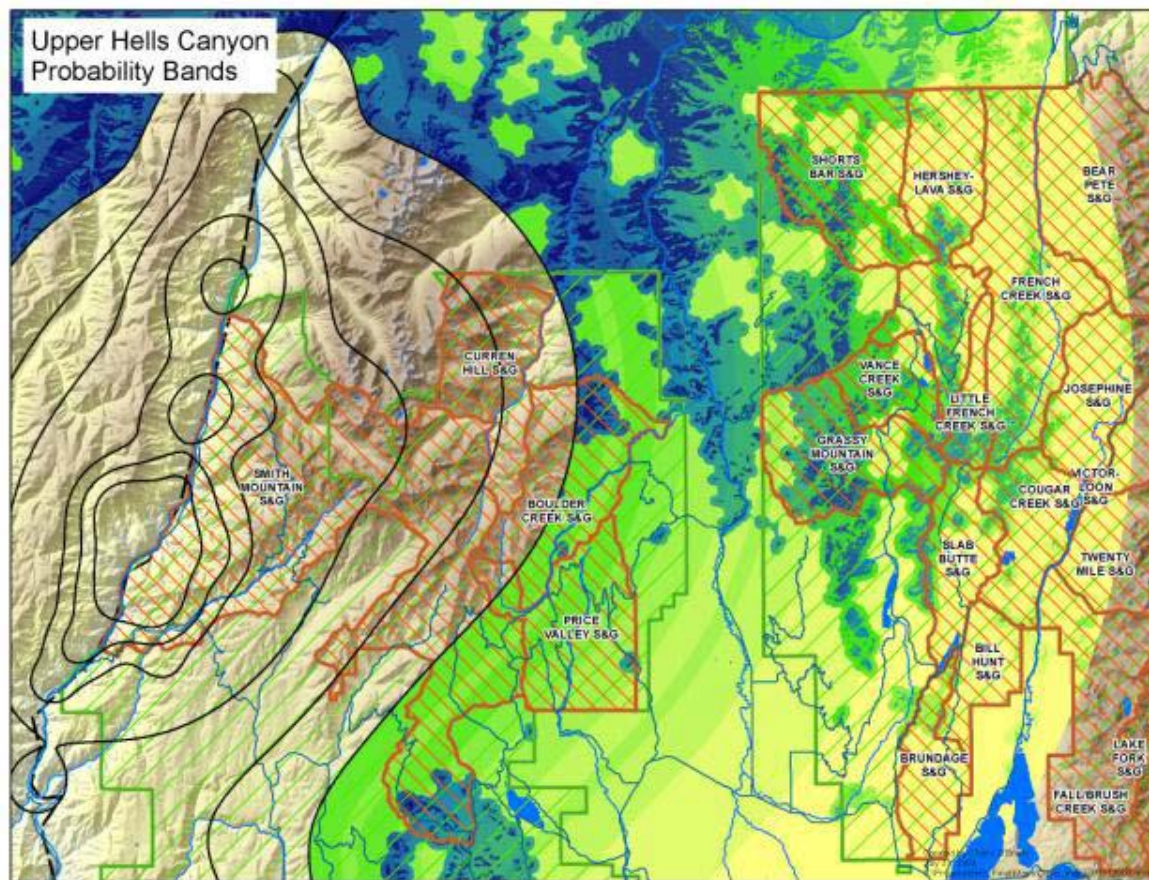 Upper Hells Canyon
Probability Bands
SHORTS
BAR S&G
HERSHEY-
LAVA S&G
BEAR
PETE
S&G
FRENCH
CREEK S&G
CURREN
HILL S&G
VANCE
CREEK
S&G
JOSEPHINE
S&G
LITTLE
FRENCH
CREEK S&G
GRASSY
MOUNTAIN
S&G
SMITH
MOUNTAIN
S&G
COUGAR
CREEK S&G
VICTOR-
LOON
S&G
BOULDER
CREEK S&G
SLAB
BUTTE
S&G
TWENTY
MILE S&G
PRICE
VALLEY S&G
BILL
HUNT
S&G
BRUNDAGE
S&G
LAKE
FORK
S&G
FALL/BRUSH
CREEK S&G